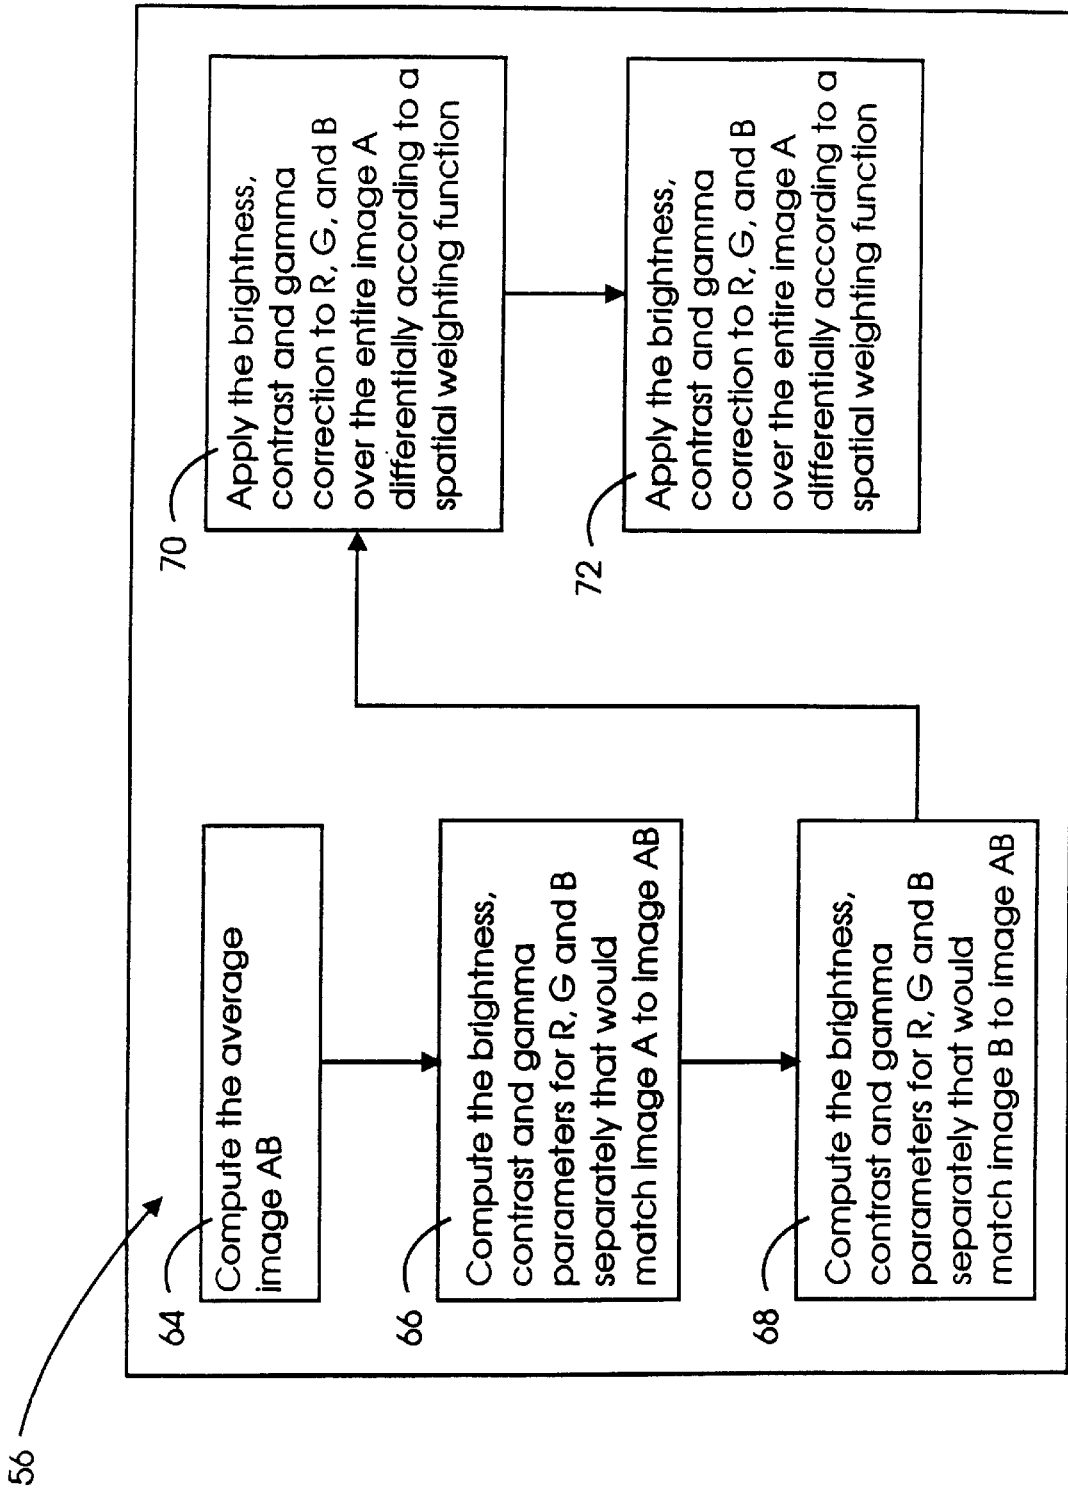 56
64
Compute the average
image AB
66
Compute the brightness,
contrast and gamma
parameters for R, G and B
separately that would
match image A to image AB
68
Compute the brightness,
contrast and gamma
parameters for R, G and B
separately that would
match image B to image AB
70
Apply the brightness,
contrast and gamma
correction to R, G, and B
over the entire image A
differentially according to a
spatial weighting function
72
Apply the brightness,
contrast and gamma
correction to R, G, and B
over the entire image A
differentially according to a
spatial weighting function